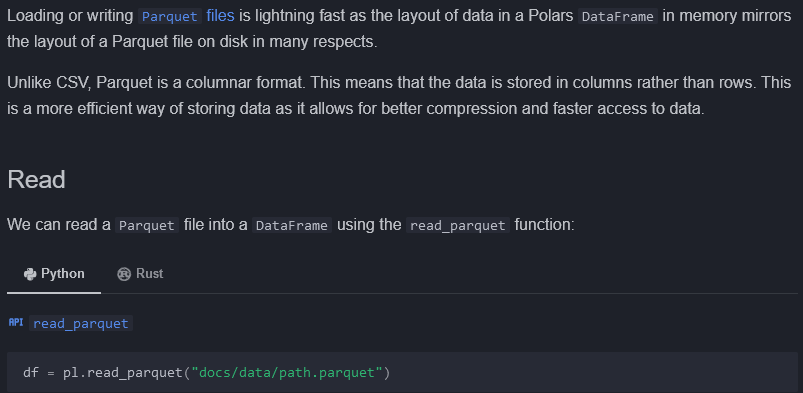 Loading or writing Parquet files is lightning fast as the layout of data in a Polars DataFrame in memory mirrors
the layout of a Parquet file on disk in many respects.
Unlike CSV, Parquet is a columnar format. This means that the data is stored in columns rather than rows. This
is a more efficient way of storing data as it allows for better compression and faster access to data.
Read
We can read a Parquet file into a DataFrame using the read_parquet function:
Python Rust
API read_parquet
df = pl.read_parquet("docs/data/path.parquet")